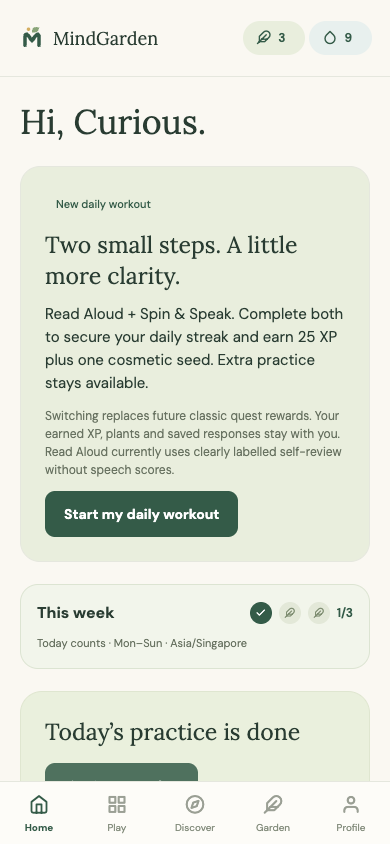 MindGarden
3
9
Hi, Curious.
New daily workout
Two small steps. A little
more clarity.
Read Aloud + Spin & Speak. Complete both
to secure your daily streak and earn 25 XP
plus one cosmetic seed. Extra practice
stays available.
Switching replaces future classic quest rewards. Your
earned XP, plants and saved responses stay with you.
Read Aloud currently uses clearly labelled self-review
without speech scores.
Start my daily workout
This week
1/3
Today counts · Mon–Sun · Asia/Singapore
Today’s practice is done
Home
Play
Discover
Garden
Profile